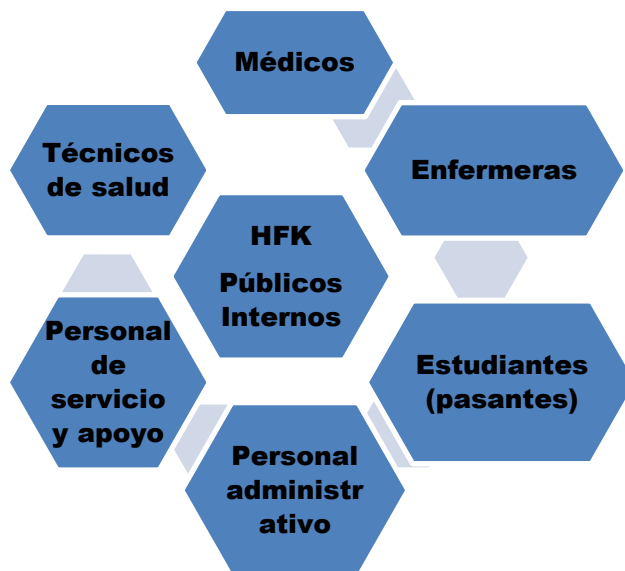 Médicos
Técnicos
de salud
Enfermeras
HFK
Públicos
Internos
Personal
de
servicio
y apoyo
Estudiantes
(pasantes)
Personal
administr
ativo